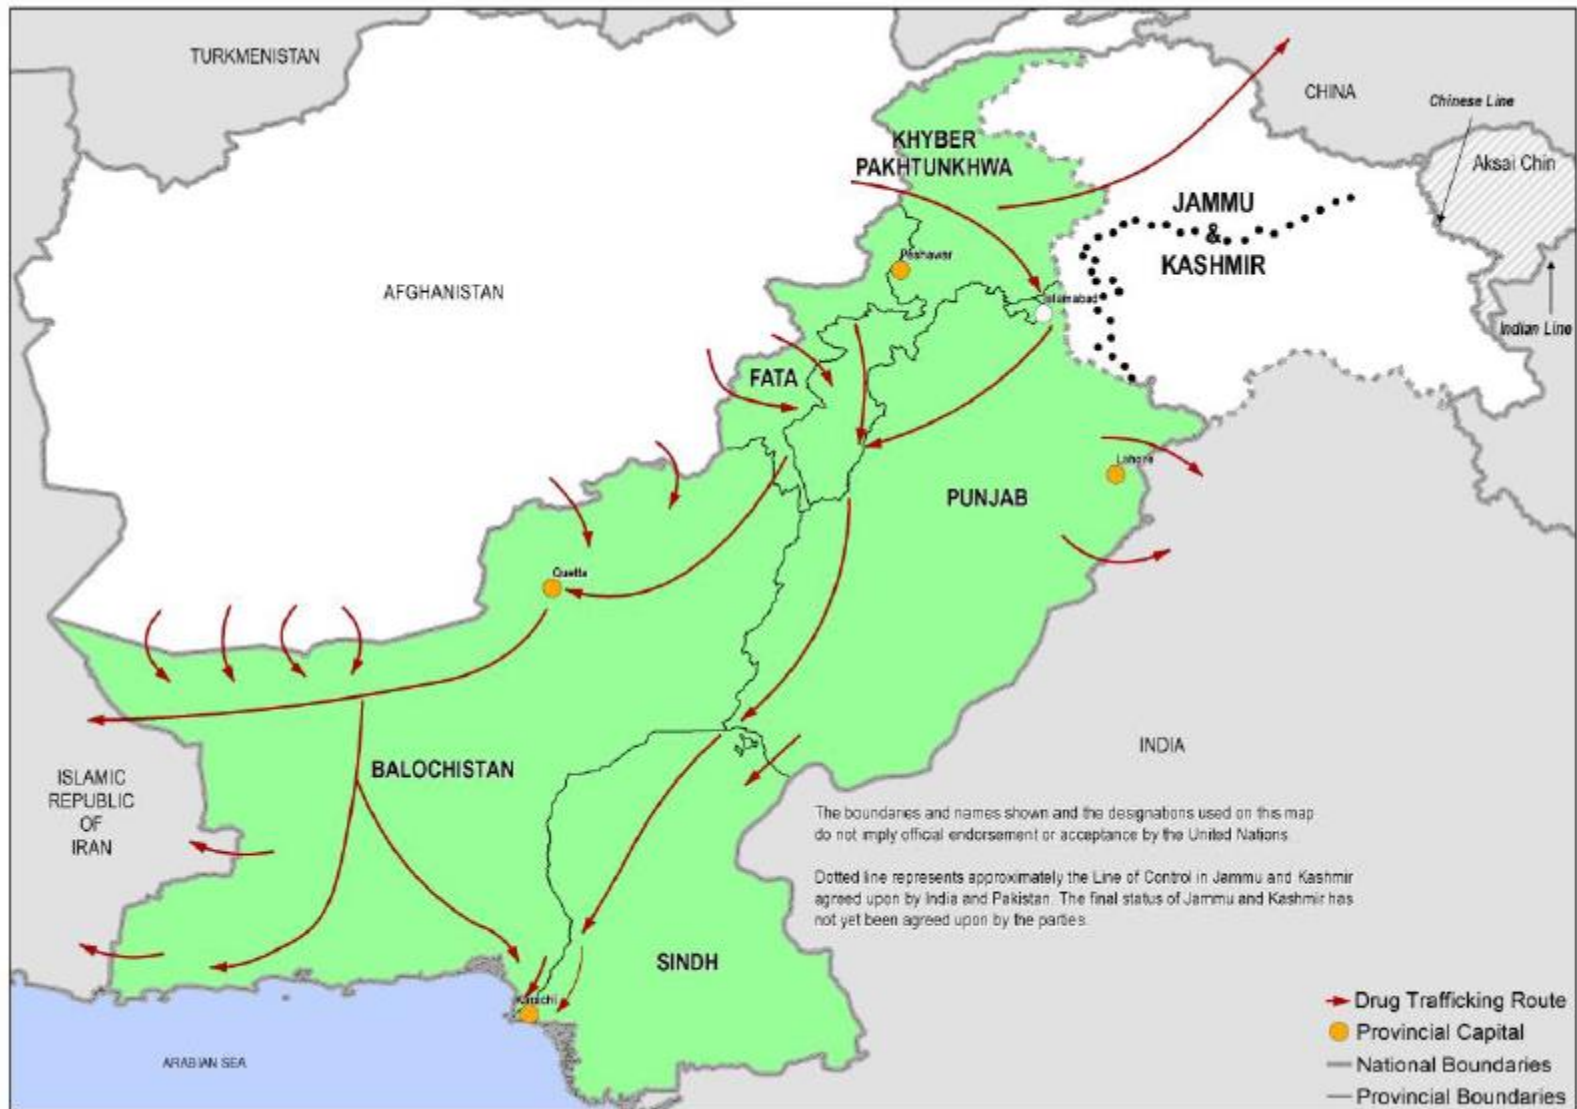 TURKMENISTAN
CHINA
Chinese Line
Aksai Chin
KHYBER
PAKHTUNKHWA
JAMMU
&
KASHMIR
Peshawar
AFGHANISTAN
Islamabad
Indian Line
FATA
Lahore
PUNJAB
Quetta
INDIA
BALOCHISTAN
ISLAMIC
REPUBLIC
OF
IRAN
The boundaries and names shown and the designations used on this map
do not imply official endorsement or acceptance by the United Nations.
Dotted line represents approximately the Line of Control in Jammu and Kashmir
agreed upon by India and Pakistan. The final status of Jammu and Kashmir has
not yet been agreed upon by the parties.
SINDH
Karachi
ARABIAN SEA
Drug Trafficking Route
Provincial Capital
National Boundaries
Provincial Boundaries